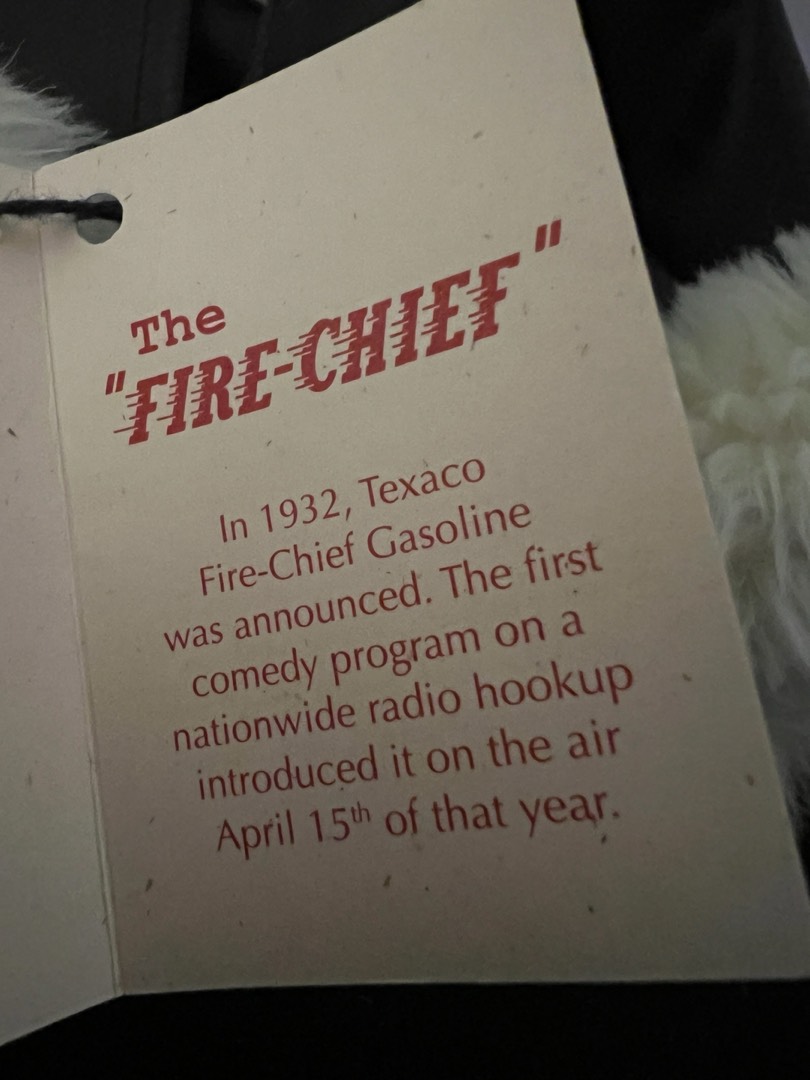 The
"FIRE-CHIEF"
In 1932, Texaco
Fire-Chief Gasoline
was announced. The first
comedy program on a
nationwide radio hookup
introduced it on the air
April 15th of that year.